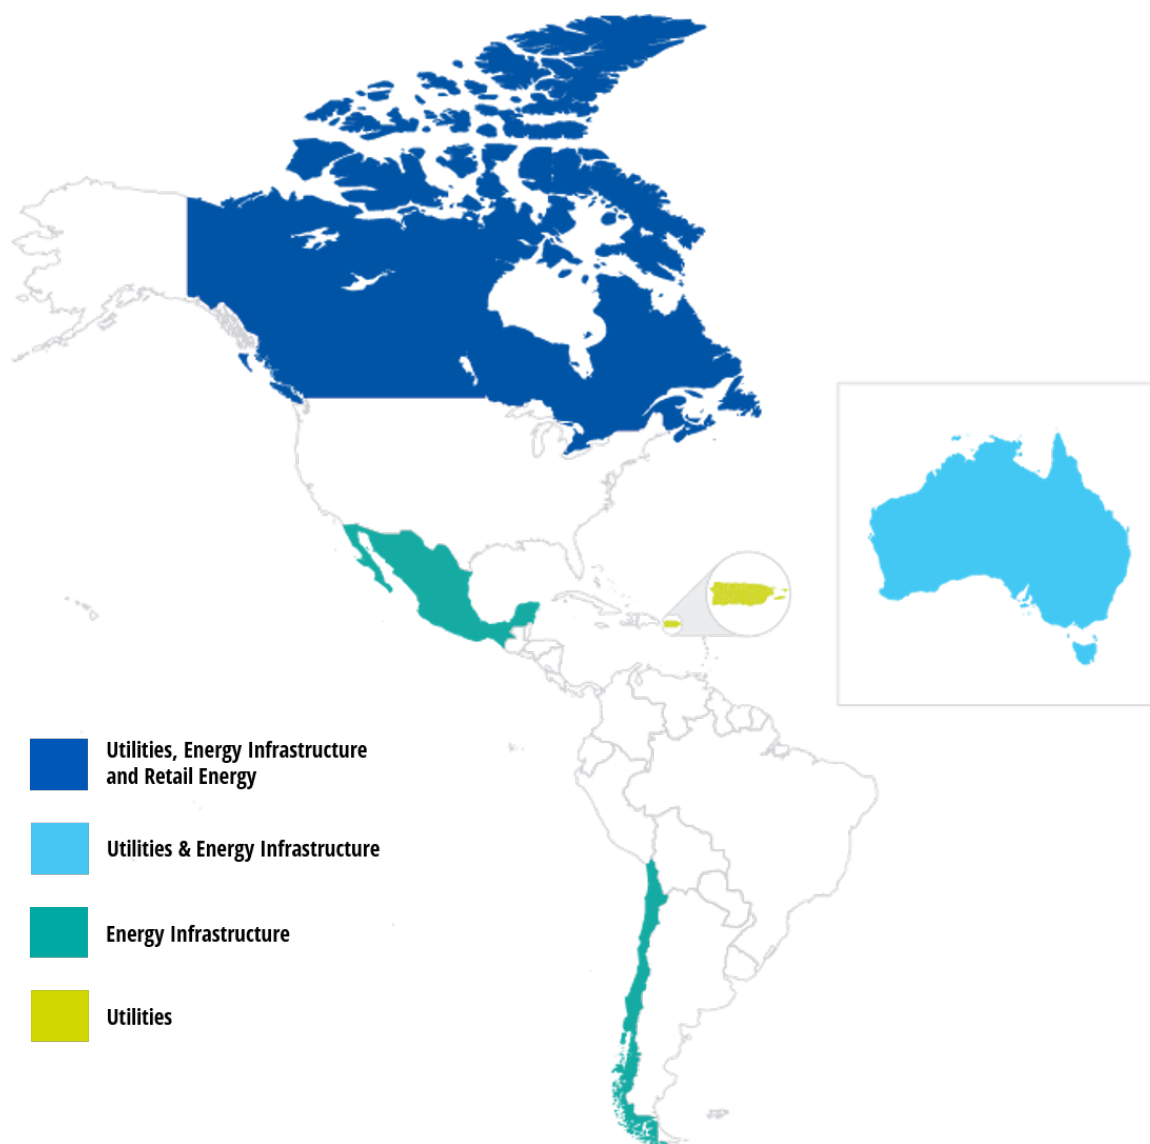 Utilities, Energy Infrastructure
and Retail Energy
Utilities & Energy Infrastructure
Energy Infrastructure
Utilities